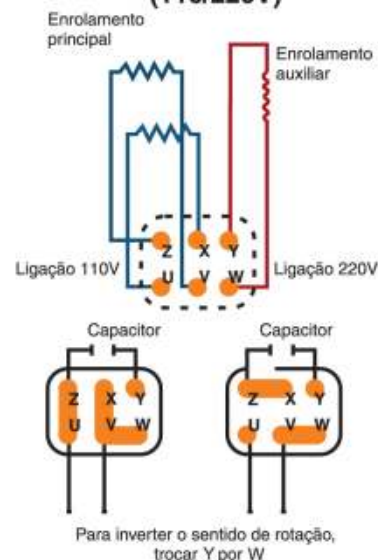 (110/220V)
Enrolamento
principal
Enrolamento
auxiliar
Z X Y
U V W
Ligação 110V
Ligação 220V
Capacitor
Z X Y
U V W
Capacitor
Z X Y
U V W
Para inverter o sentido de rotação,
trocar Y por W